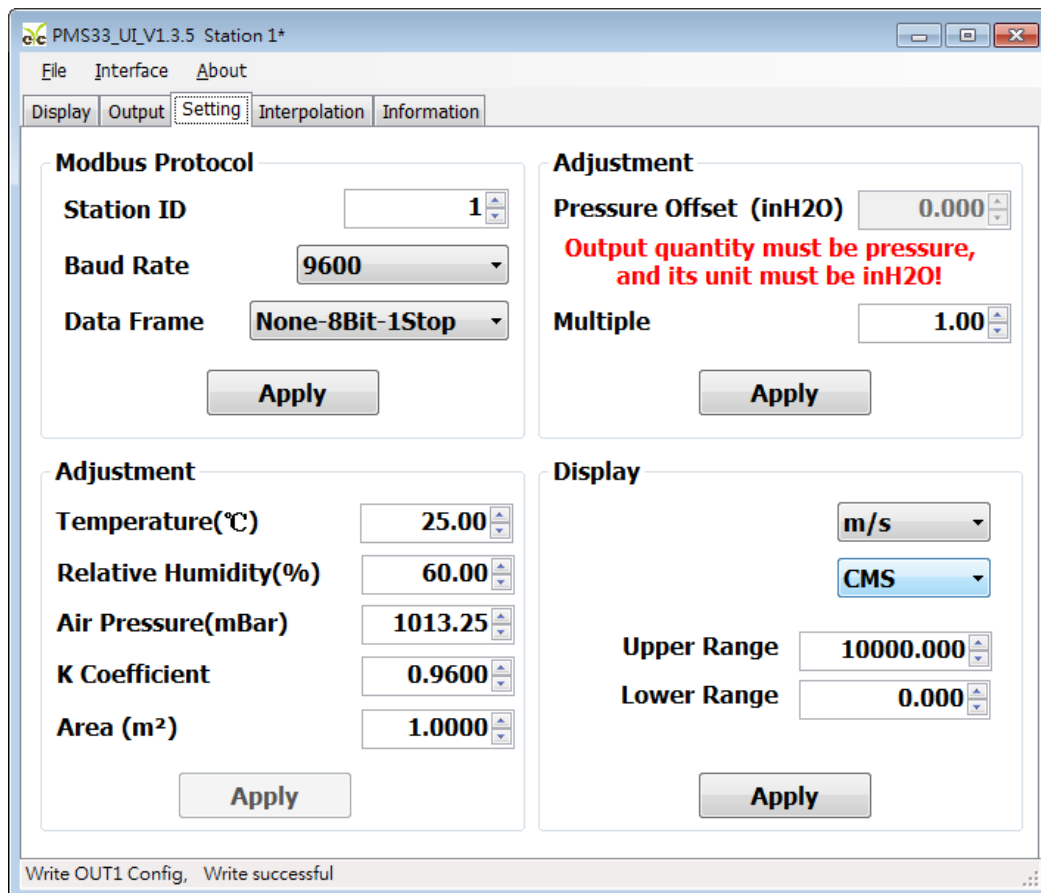 PMS33_UI_V1.3.5 Station 1*
File Interface About
Display Output Setting Interpolation Information
Modbus Protocol
Station ID 1
Baud Rate 9600
Data Frame None-8Bit-1Stop
Apply
Adjustment
Pressure Offset (inH2O) 0.000
Output quantity must be pressure,
and its unit must be inH2O!
Multiple 1.00
Apply
Adjustment
Temperature(℃) 25.00
Relative Humidity(%) 60.00
Air Pressure(mBar) 1013.25
K Coefficient 0.9600
Area (m²) 1.0000
Apply
Display
m/s
CMS
Upper Range 10000.000
Lower Range 0.000
Apply
Write OUT1 Config, Write successful